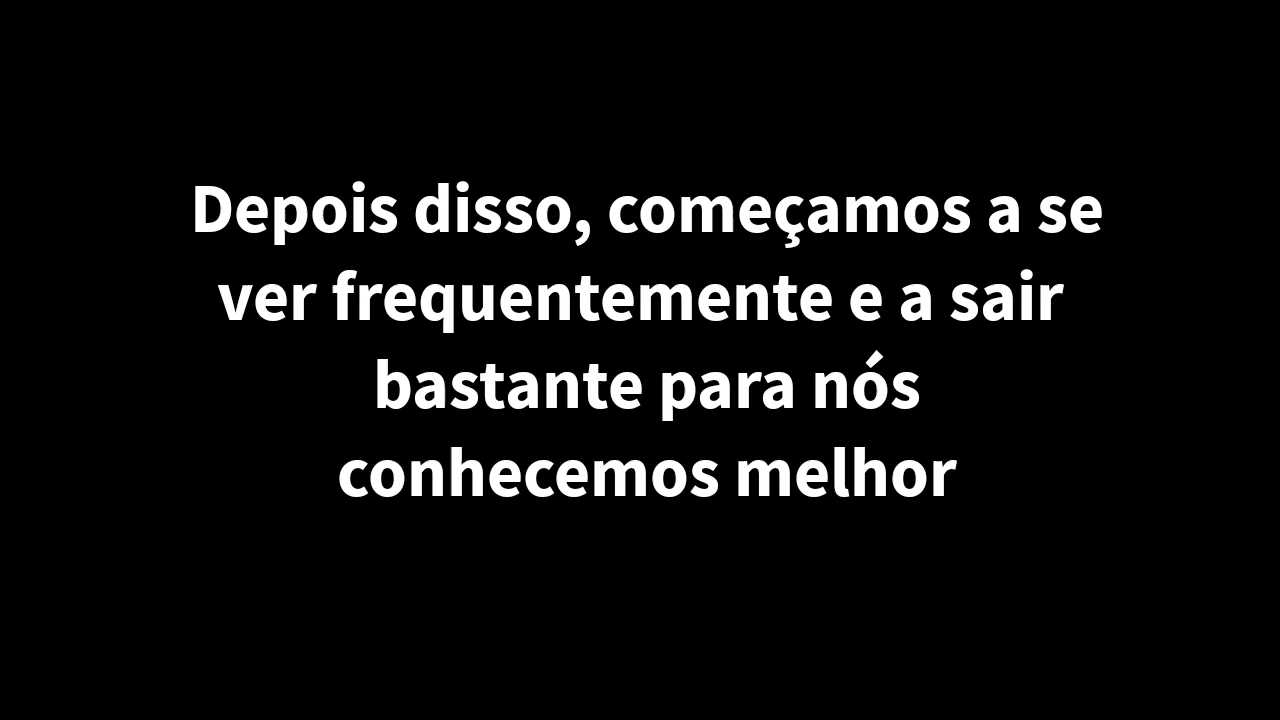 Depois disso, começamos a se
ver frequentemente e a sair
bastante para nós
conhecemos melhor